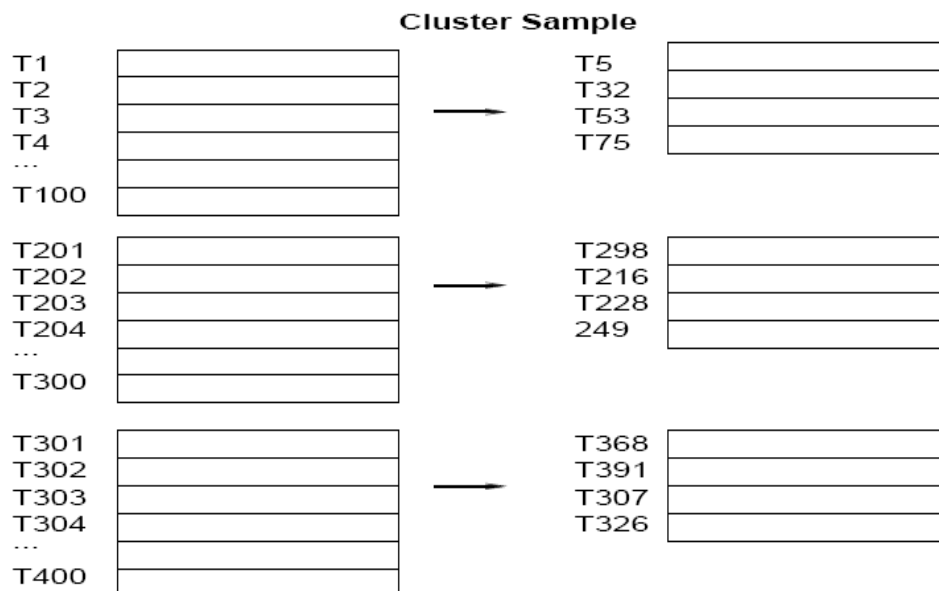 Cluster Sample
T1
T2
T3
T4
...
T100
T5
T32
T53
T75
T201
T202
T203
T204
...
T300
T298
T216
T228
249
T301
T302
T303
T304
...
T400
T368
T391
T307
T326